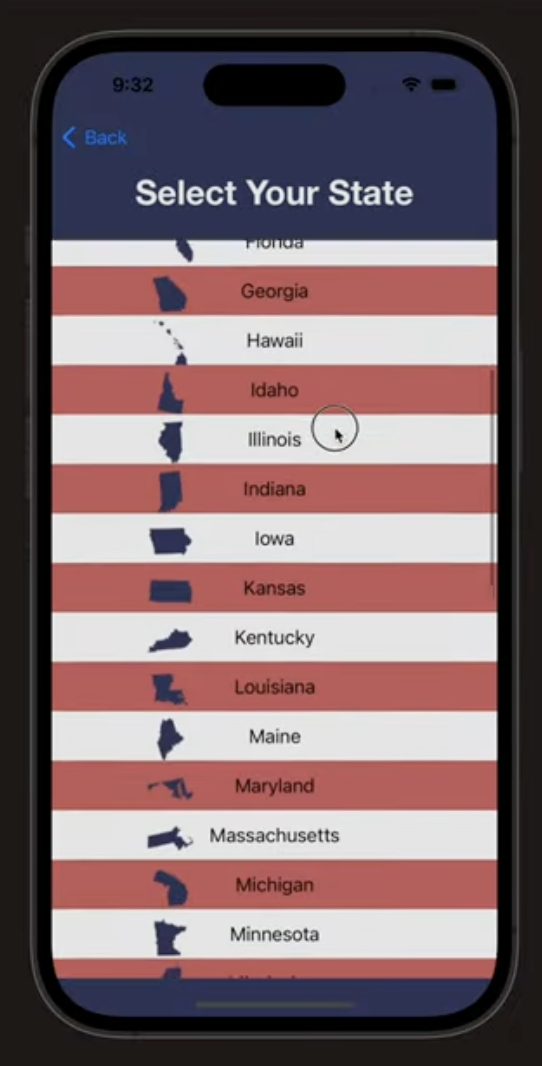 9:32
Back
Select Your State
Florida
Georgia
Hawaii
Idaho
Illinois
Indiana
Iowa
Kansas
Kentucky
Louisiana
Maine
Maryland
Massachusetts
Michigan
Minnesota